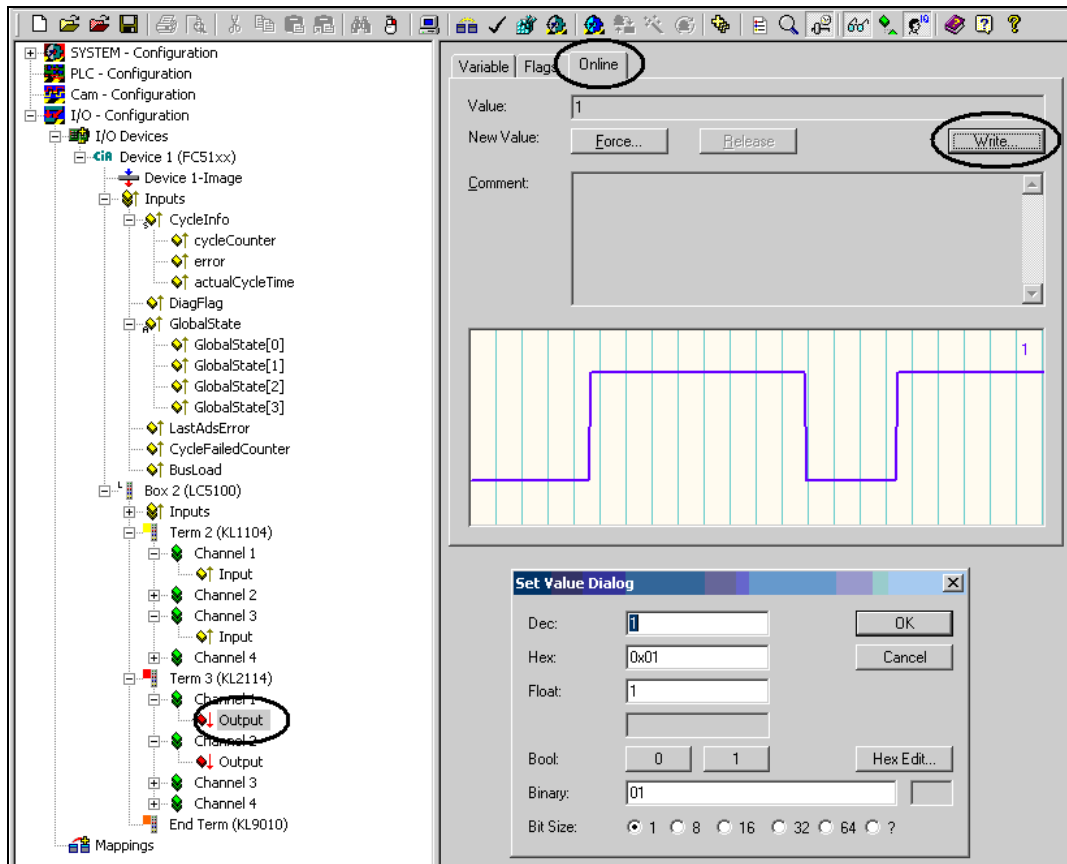 SYSTEM - Configuration
PLC - Configuration
Cam - Configuration
I/O - Configuration
I/O Devices
CiA Device 1 (FC51xx)
Device 1-Image
Inputs
CycleInfo
cycleCounter
error
actualCycleTime
DiagFlag
GlobalState
GlobalState[0]
GlobalState[1]
GlobalState[2]
GlobalState[3]
LastAdsError
CycleFailedCounter
BusLoad
Box 2 (LC5100)
Inputs
Term 2 (KL1104)
Channel 1
Input
Channel 2
Channel 3
Input
Channel 4
Term 3 (KL2114)
Channel 1
Output
Channel 2
Output
Channel 3
Channel 4
End Term (KL9010)
Mappings
Variable Flags Online
Value: 1
New Value: Force... Release Write...
Comment:
1
Set Value Dialog
Dec: 1 OK
Hex: 0x01 Cancel
Float: 1
Bool: 0 1 Hex Edit...
Binary: 01
Bit Size: 1 8 16 32 64 ?